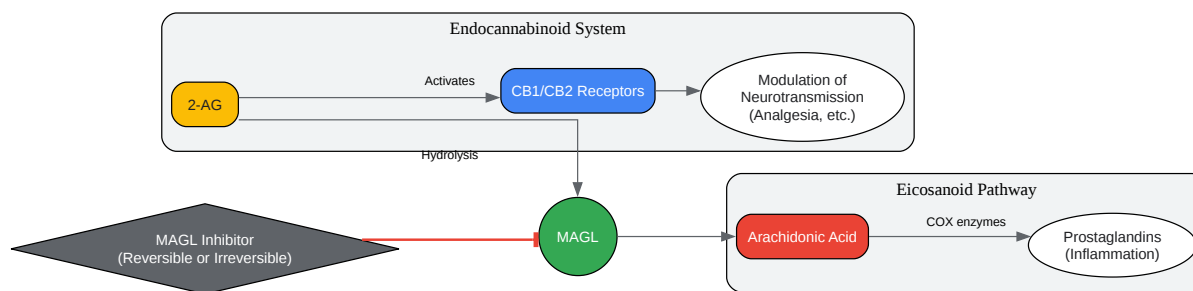 Endocannabinoid System
Activates
2-AG
CB1/CB2 Receptors
Modulation of
Neurotransmission
(Analgesia, etc.)
Hydrolysis
Eicosanoid Pathway
MAGL Inhibitor
(Reversible or Irreversible)
MAGL
Arachidonic Acid
COX enzymes
Prostaglandins
(Inflammation)